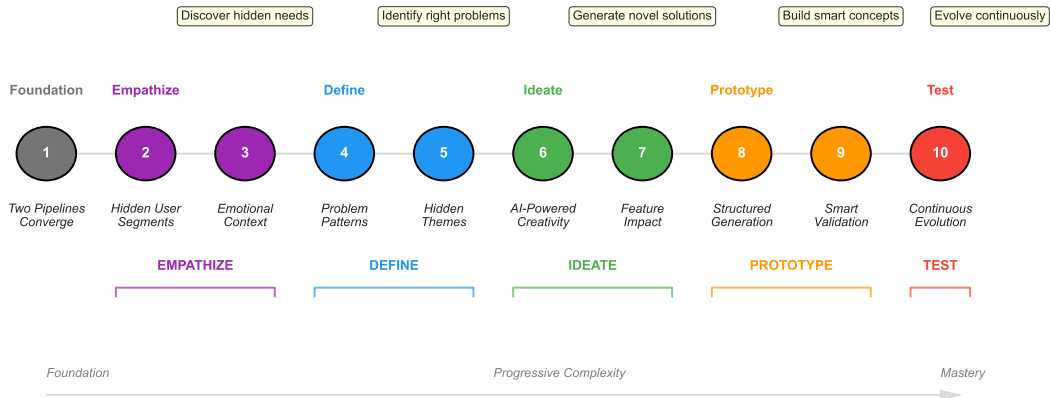 Discover hidden needs
Identify right problems
Generate novel solutions
Build smart concepts
Evolve continuously
Foundation
Empathize
Define
Ideate
Prototype
Test
1
2
3
4
5
6
7
8
9
10
Two Pipelines
Converge
Hidden User
Segments
Emotional
Context
Problem
Patterns
Hidden
Themes
AI-Powered
Creativity
Feature
Impact
Structured
Generation
Smart
Validation
Continuous
Evolution
EMPATHIZE
DEFINE
IDEATE
PROTOTYPE
TEST
Foundation
Progressive Complexity
Mastery